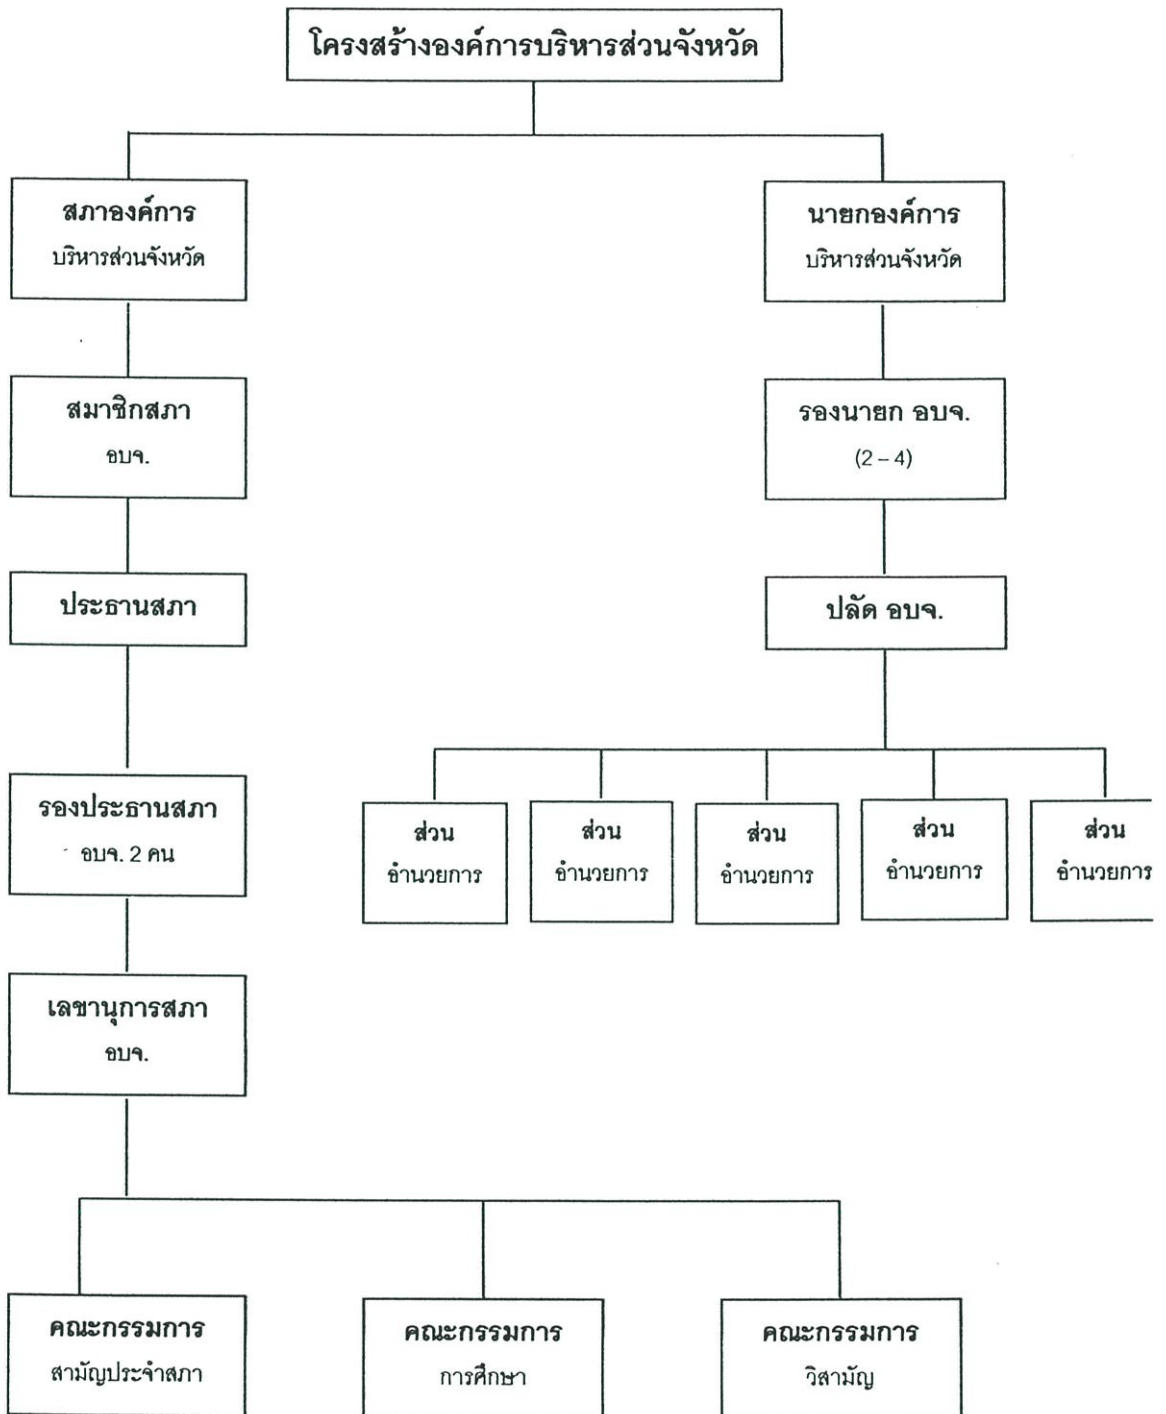 โครงสร้างองค์การบริหารส่วนจังหวัด
สภาองค์การ
บริหารส่วนจังหวัด
นายกองค์การ
บริหารส่วนจังหวัด
สมาชิกสภา
อบจ.
รองนายก อบจ.
(2 – 4)
ประธานสภา
ปลัด อบจ.
รองประธานสภา
อบจ. 2 คน
ส่วน
อำนวยการ
ส่วน
อำนวยการ
ส่วน
อำนวยการ
ส่วน
อำนวยการ
ส่วน
อำนวยการ
เลขานุการสภา
อบจ.
คณะกรรมการ
สามัญประจำสภา
คณะกรรมการ
การศึกษา
คณะกรรมการ
วิสามัญ